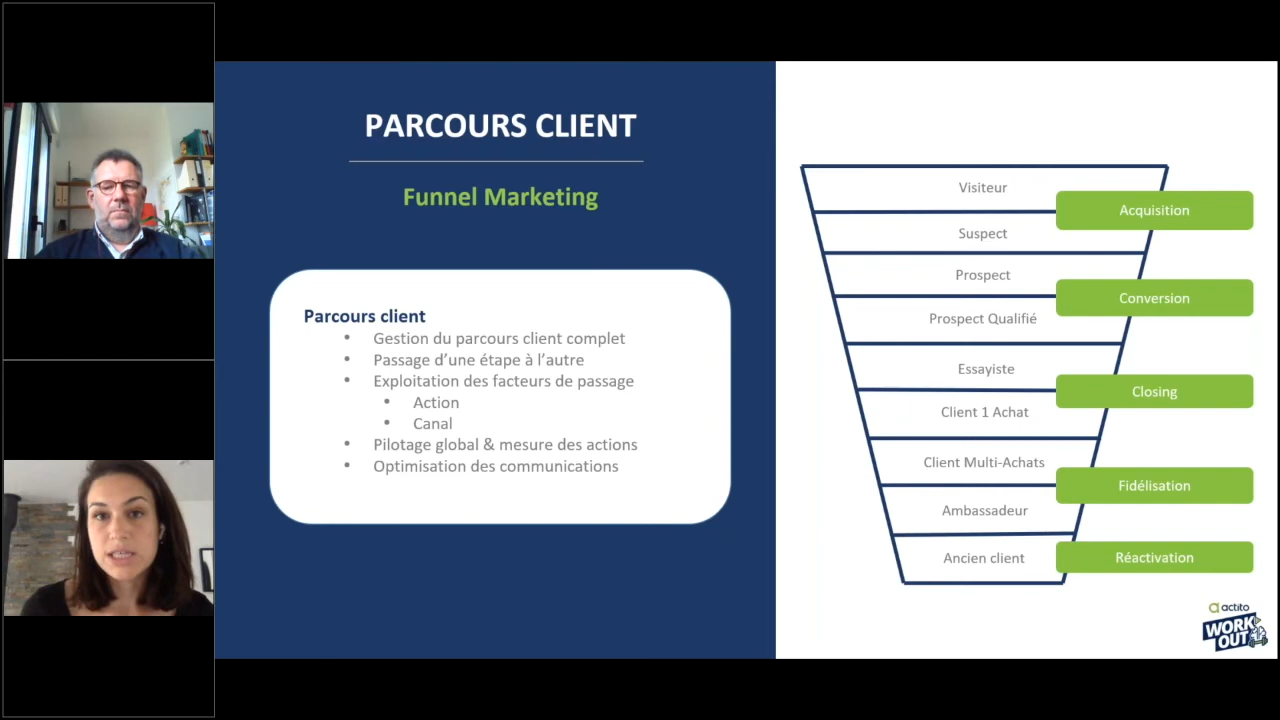 PARCOURS CLIENT
Funnel Marketing
Parcours client
• Gestion du parcours client complet
• Passage d’une étape à l’autre
• Exploitation des facteurs de passage
• Action
• Canal
• Pilotage global & mesure des actions
• Optimisation des communications
Visiteur
Acquisition
Suspect
Prospect
Conversion
Prospect Qualifié
Essayiste
Closing
Client 1 Achat
Client Multi-Achats
Fidélisation
Ambassadeur
Ancien client
Réactivation
actito
WORK
OUT